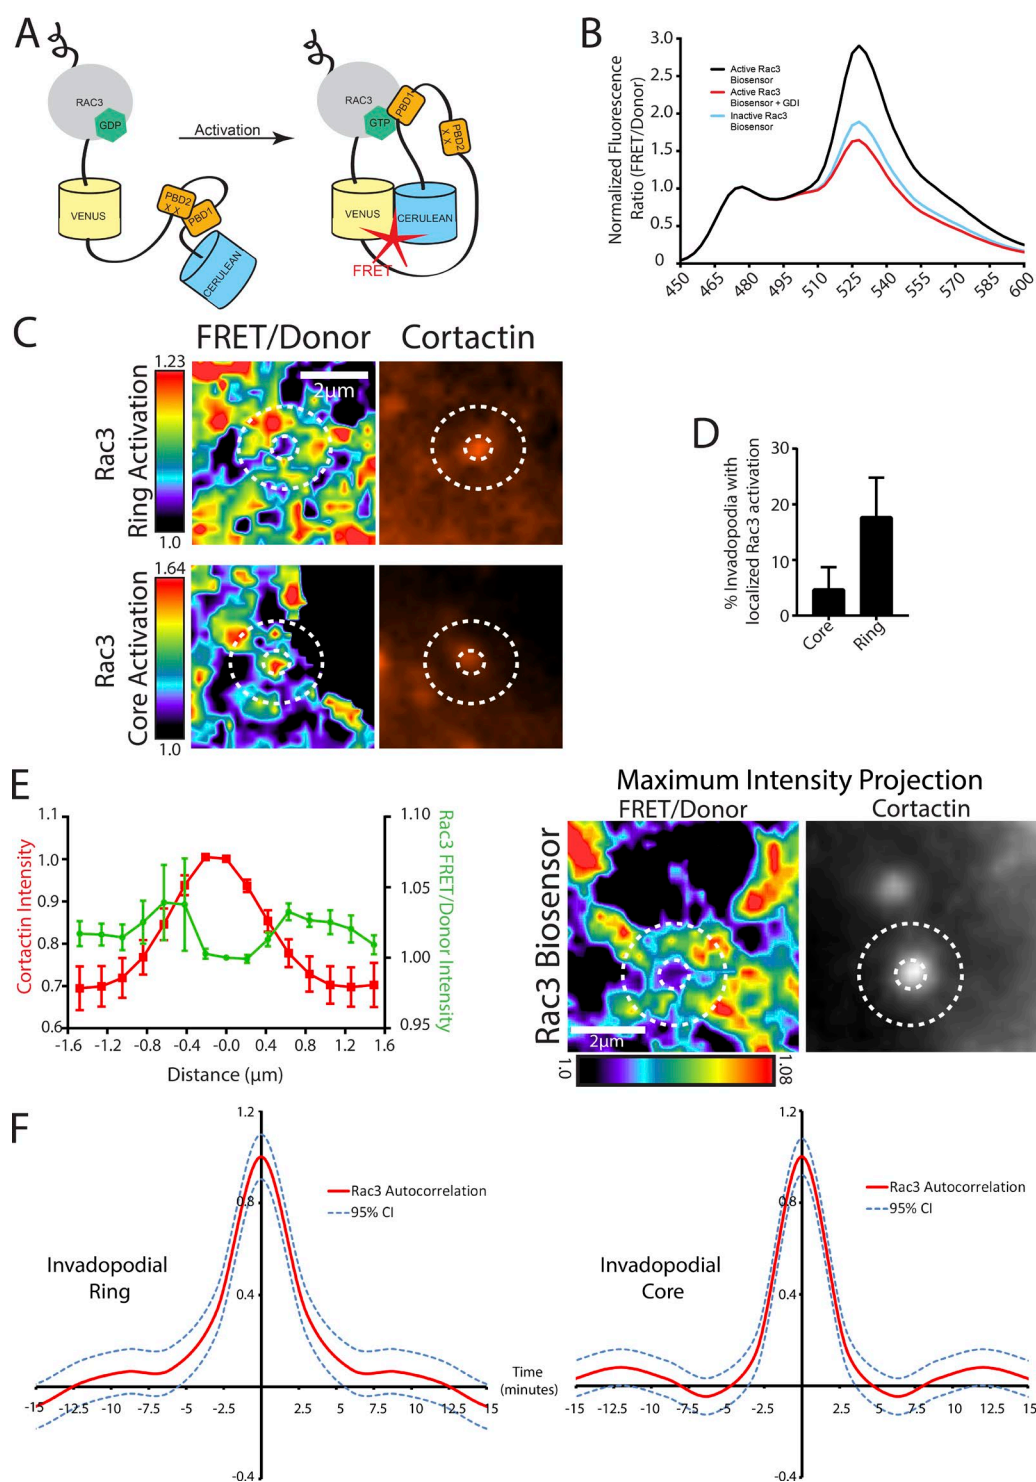 A
RAC3
GDP
VENUS
PBD2
X X
PBD1
CERULEAN
Activation
RAC3
GTP
PBD1
PBD2
X X
VENUS
CERULEAN
FRET
B
Normalized Fluorescence
Ratio (FRET/Donor)
3.0
2.5
2.0
1.5
1.0
0.5
0
Active Rac3
Biosensor
Active Rac3
Biosensor + GDI
Inactive Rac3
Biosensor
450 465 480 495 510 525 540 555 570 585 600
C
FRET/Donor Cortactin
Rac3
Ring Activation
1.23
1.0
2μm
Rac3
Core Activation
1.64
1.0
D
% Invadopodia with
localized Rac3 activation
30
20
10
0
Core Ring
E
Cortactin Intensity
1.1
1.0
0.9
0.8
0.7
0.6
Rac3 FRET/Donor Intensity
1.10
1.05
1.00
0.95
-1.6 -1.2 -0.8 -0.4 -0.0 0.4 0.8 1.2 1.6
Distance (μm)
Maximum Intensity Projection
FRET/Donor Cortactin
Rac3 Biosensor
2μm
1.0 1.08
F
1.2
0.8
0.4
-0.4
Rac3 Autocorrelation
95% CI
Invadopodial
Ring
-15 -12.5 -10 -7.5 -5 -2.5 2.5 5 7.5 10 12.5 15
Time
(minutes)
1.2
0.8
0.4
-0.4
Rac3 Autocorrelation
95% CI
Invadopodial
Core
-15 -12.5 -10 -7.5 -5 -2.5 2.5 5 7.5 10 12.5 15